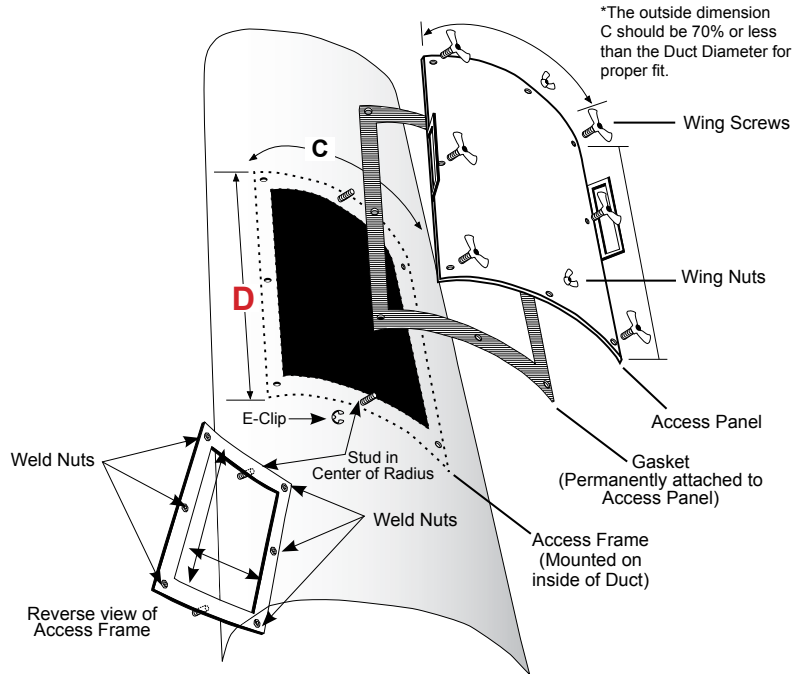 *The outside dimension
C should be 70% or less
than the Duct Diameter for
proper fit.
Wing Screws
C
D
Wing Nuts
Access Panel
E-Clip
Stud in
Center of Radius
Gasket
(Permanently attached to
Access Panel)
Weld Nuts
Weld Nuts
Access Frame
(Mounted on
inside of Duct)
Reverse view of
Access Frame